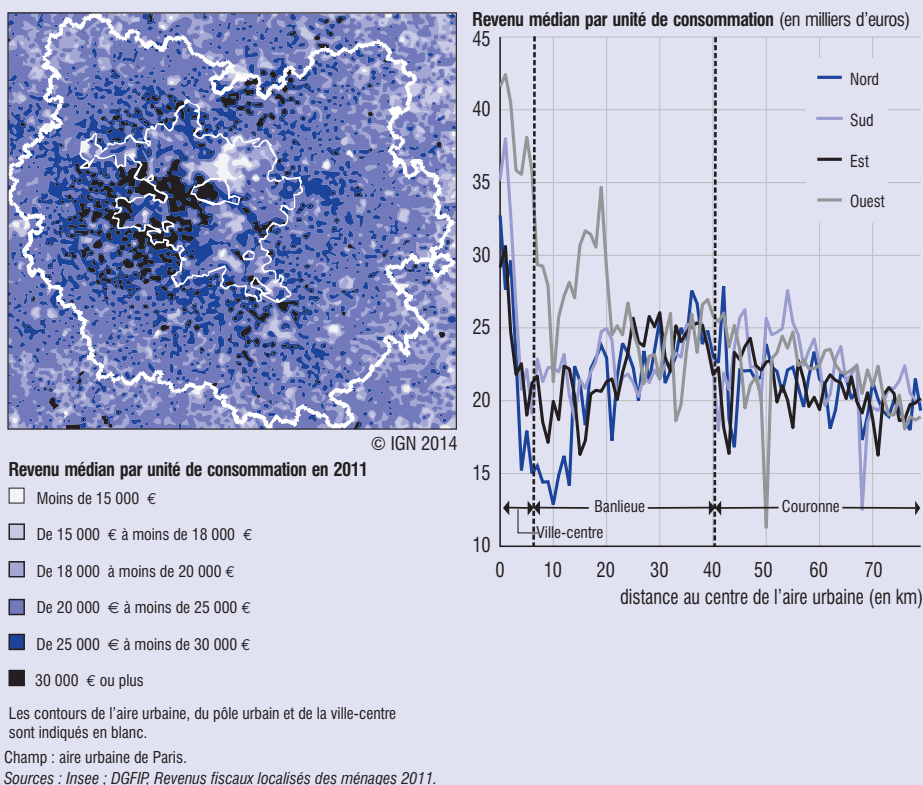 © IGN 2014
Revenu médian par unité de consommation en 2011
Moins de 15 000 €
De 15 000 € à moins de 18 000 €
De 18 000 à moins de 20 000 €
De 20 000 € à moins de 25 000 €
De 25 000 € à moins de 30 000 €
30 000 € ou plus
Les contours de l’aire urbaine, du pôle urbain et de la ville-centre
sont indiqués en blanc.
Champ : aire urbaine de Paris.
Sources : Insee ; DGFIP, Revenus fiscaux localisés des ménages 2011.
Revenu médian par unité de consommation (en milliers d’euros)
45
40
35
30
25
20
15
10
Nord
Sud
Est
Ouest
Banlieue
Couronne
Ville-centre
0 10 20 30 40 50 60 70
distance au centre de l’aire urbaine (en km)